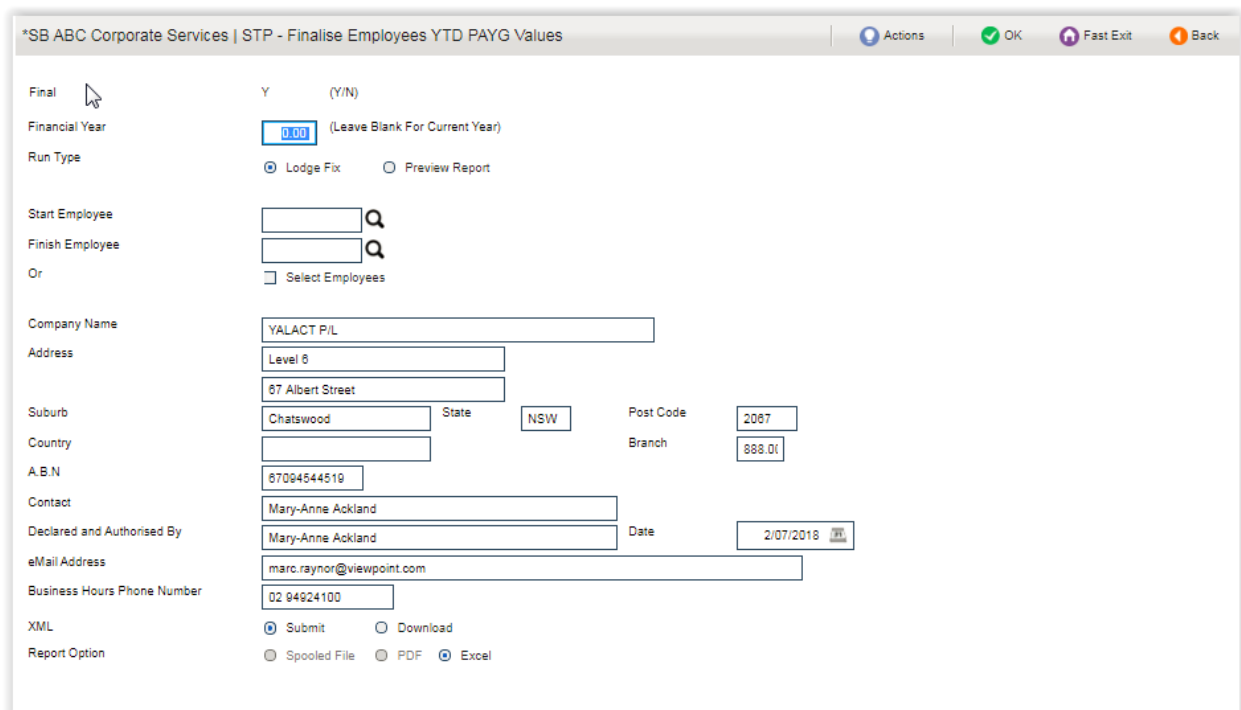 *SB ABC Corporate Services | STP - Finalise Employees YTD PAYG Values Actions OK Fast Exit Back
Final Y (Y/N)
Financial Year 0.00 (Leave Blank For Current Year)
Run Type Lodge Fix Preview Report
Start Employee
Finish Employee
Or Select Employees
Company Name YALACT P/L
Address Level 6
67 Albert Street
Suburb Chatswood State NSW Post Code 2067
Country Branch 888.0(
A.B.N 67094544519
Contact Mary-Anne Ackland
Declared and Authorised By Mary-Anne Ackland Date 2/07/2018
eMail Address marc.raynor@viewpoint.com
Business Hours Phone Number 02 94924100
XML Submit Download
Report Option Spooled File PDF Excel